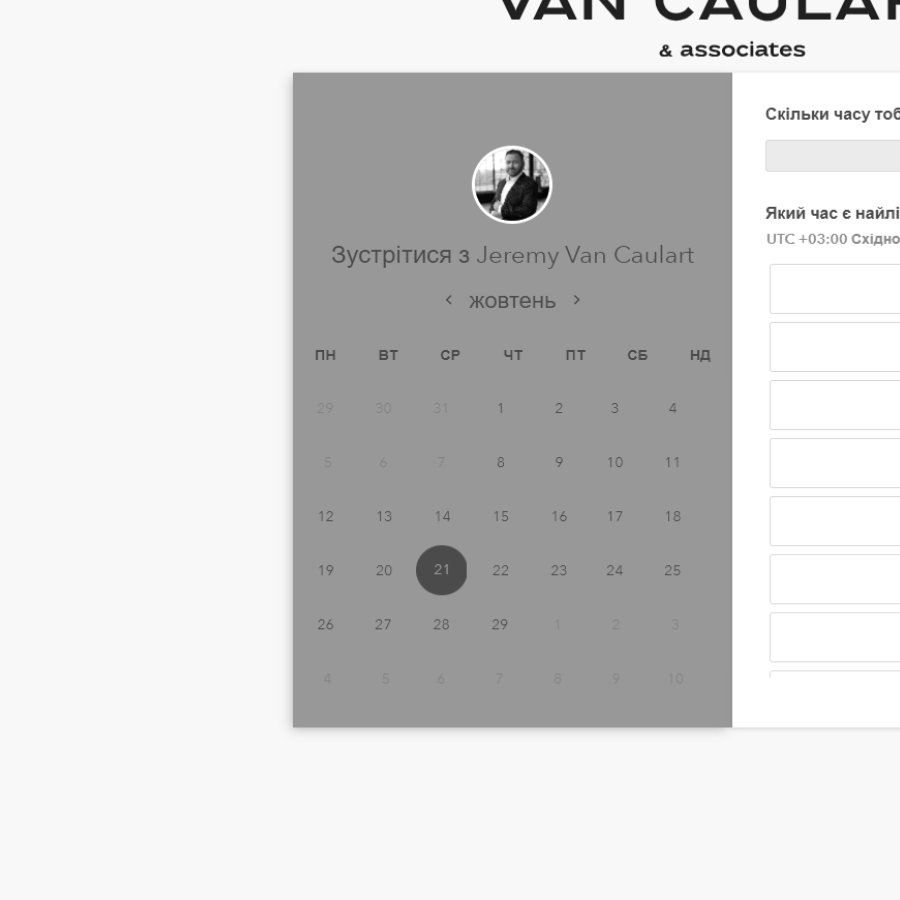 VAN CAULAR
& associates
Зустрітися з Jeremy Van Caulart
‹ жовтень ›
ПН ВТ СР ЧТ ПТ СБ НД
29 30 31 1 2 3 4
5 6 7 8 9 10 11
12 13 14 15 16 17 18
19 20 21 22 23 24 25
26 27 28 29 1 2 3
4 5 6 7 8 9 10
Скільки часу тоб
Який час є найлі
UTC +03:00 Східно